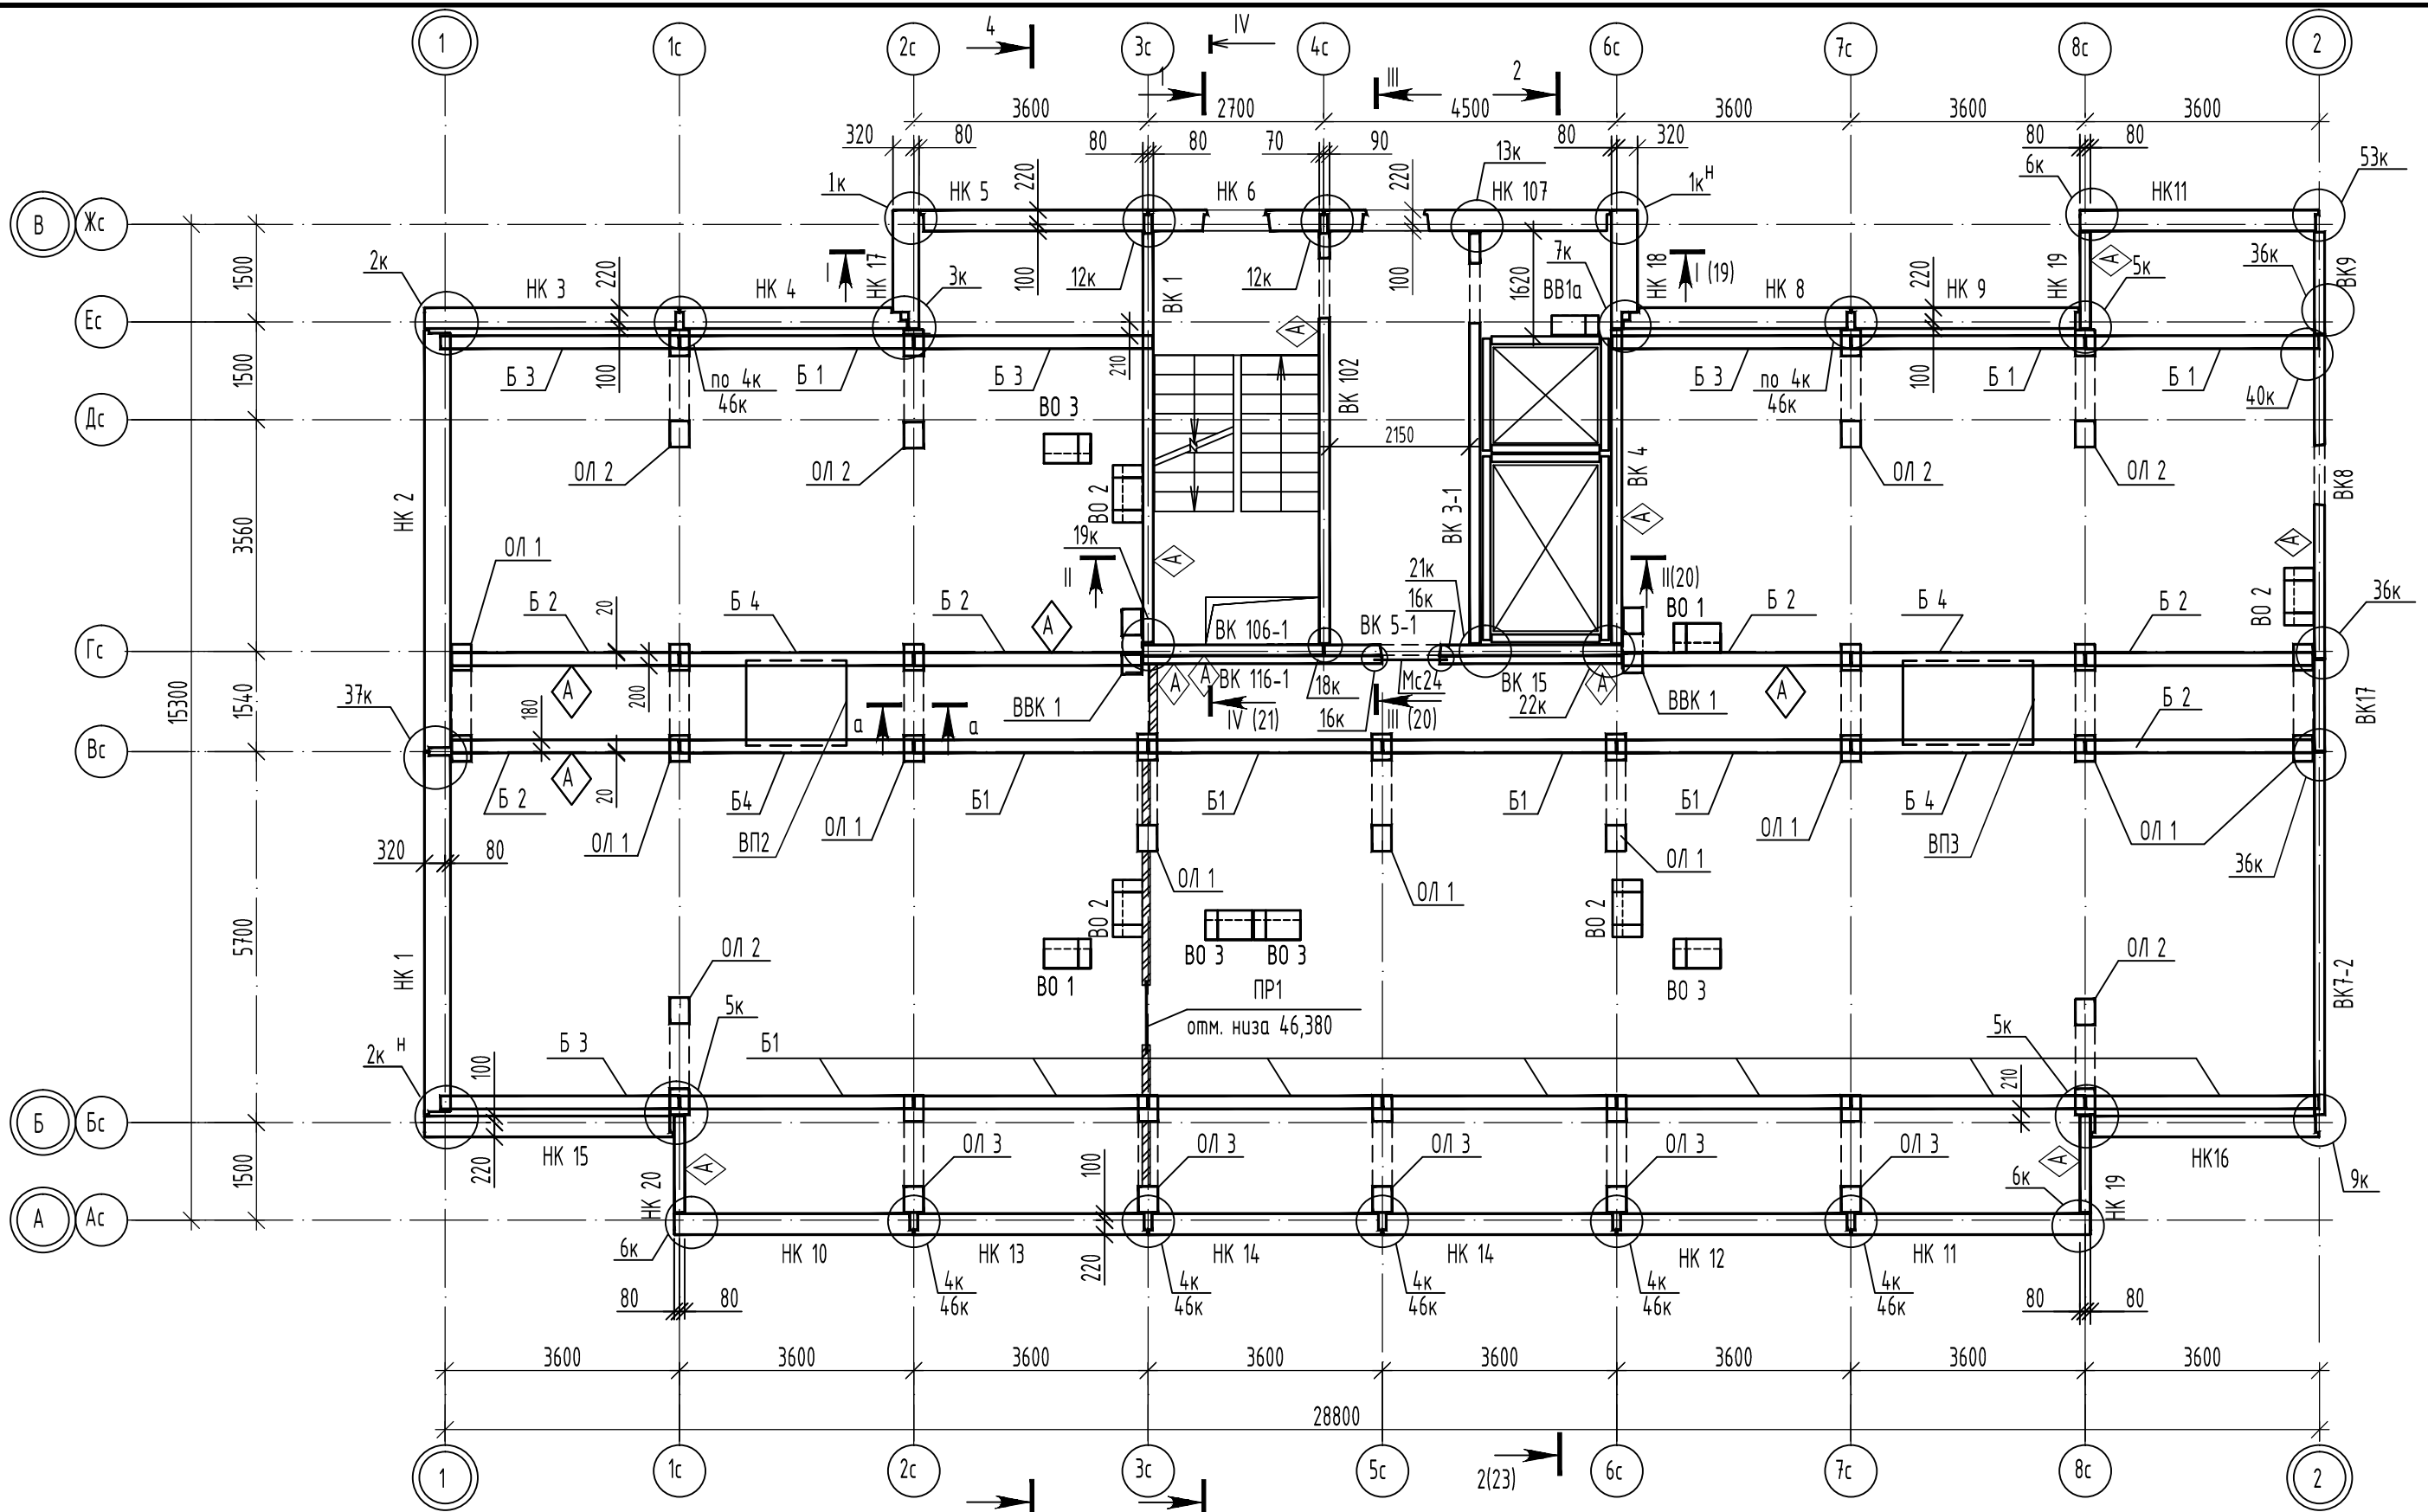 1 1с 2с 4 3с IV 4с 6с 7с 8с 2
I III 2
3600 2700 4500 3600 3600 3600
320 80 80 80 70 90 80 320 80 80
13к 6к 53к
1к НК 5 220 НК 6 220 НК 107 1кн НК11
В Жс
2к НК 3 220 НК 4 I НК 17 3к 100 12к ВК 1 12к 100 1620 7к ВВ1а НК 18 I (19) НК 8 220 НК 9 НК 19 А 5к 36к ВК9
1500
Ес
А
1500 Б 3 100 по 4к Б 1 Б 3 210 ВК 102 Б 3 по 4к 100 Б 1 Б 1
46к 46к 40к
Дс ВО 3
2150
ОЛ 2 ОЛ 2 ВО 2 ВК 4 ОЛ 2 ОЛ 2 ВК8
НК 2 ВК 3-1 А
3560 ОЛ 1 19к А А
II 21к II(20)
16к
Б 2 20 Б 4 Б 2 А ВО 1 Б 2 Б 4 Б 2 ВО 2 36к
ВК 106-1 ВК 5-1
Гс
15300 1540 37к 180 А 200 ВВК 1 А А ВК 116-1 18к Мс24 ВК 15 А ВВК 1 А Б 2 ВК17
22к
а а IV (21) 16к III (20)
Вс
А
Б 2 20 Б4 Б1 Б1 Б1 Б1 Б 4
ОЛ 1 ВП2 ОЛ 1 ОЛ 1 ВП3 ОЛ 1
320 80 ОЛ 1 ОЛ 1 ОЛ 1 36к
5700 НК 1 ОЛ 2 ВО 2 ВО 2 ОЛ 2 ВК7-2
ВО 3 ВО 3
ВО 1 ПР1 ВО 3
5к отм. низа 46,380 5к
2кн 100 Б 3 Б1 210
Б Бс
1500 220 НК 15 А ОЛ 3 100 ОЛ 3 ОЛ 3 ОЛ 3 ОЛ 3 А НК16
НК 20 6к НК 19 9к
А Ас
6к НК 10 НК 13 220 НК 14 НК 14 НК 12 НК 11
4к 4к 4к 4к 4к
46к 46к 46к 46к 46к
80 80 80 80
3600 3600 3600 3600 3600 3600 3600 3600
28800
1 1с 2с 3с 5с 2(23) 6с 7с 8с 2